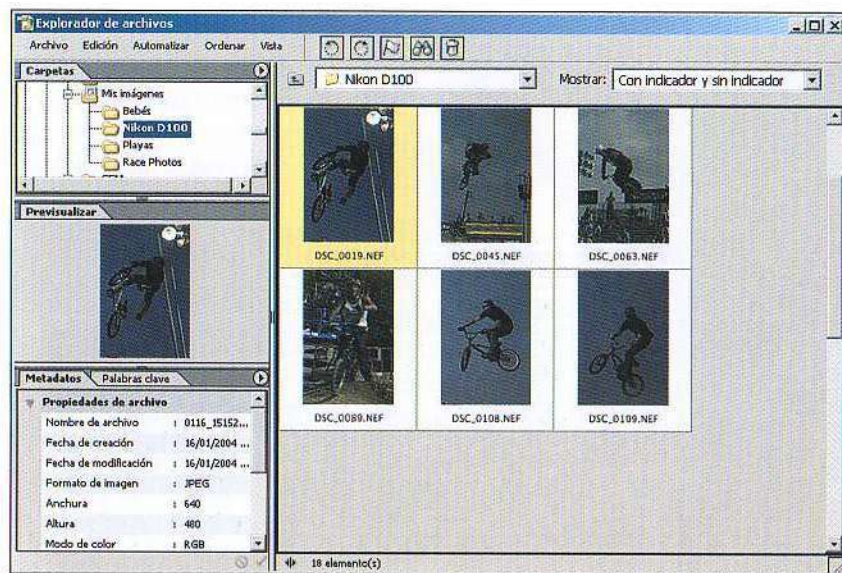 Explorador de archivos
Archivo Edición Automatizar Ordenar Vista
Carpetas
Mis imágenes
Bebés
Nikon D100
Playas
Race Photos
Nikon D100
Mostrar: Con indicador y sin indicador
Previsualizar
DSC_0019.NEF
DSC_0045.NEF
DSC_0063.NEF
DSC_0089.NEF
DSC_0108.NEF
DSC_0109.NEF
Metadatos
Palabras clave
Propiedades de archivo
Nombre de archivo : 0116_15152...
Fecha de creación : 16/01/2004 ...
Fecha de modificación : 16/01/2004 ...
Formato de imagen : JPEG
Anchura : 640
Altura : 480
Modo de color : RGB
18 elemento(s)